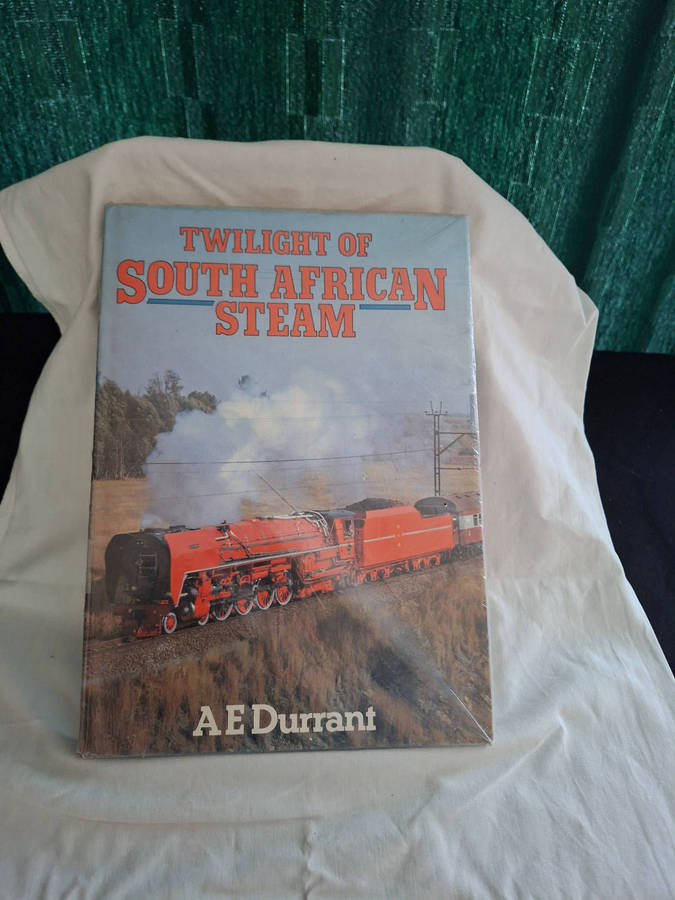 TWILIGHT OF
SOUTH AFRICAN
STEAM
A E Durrant